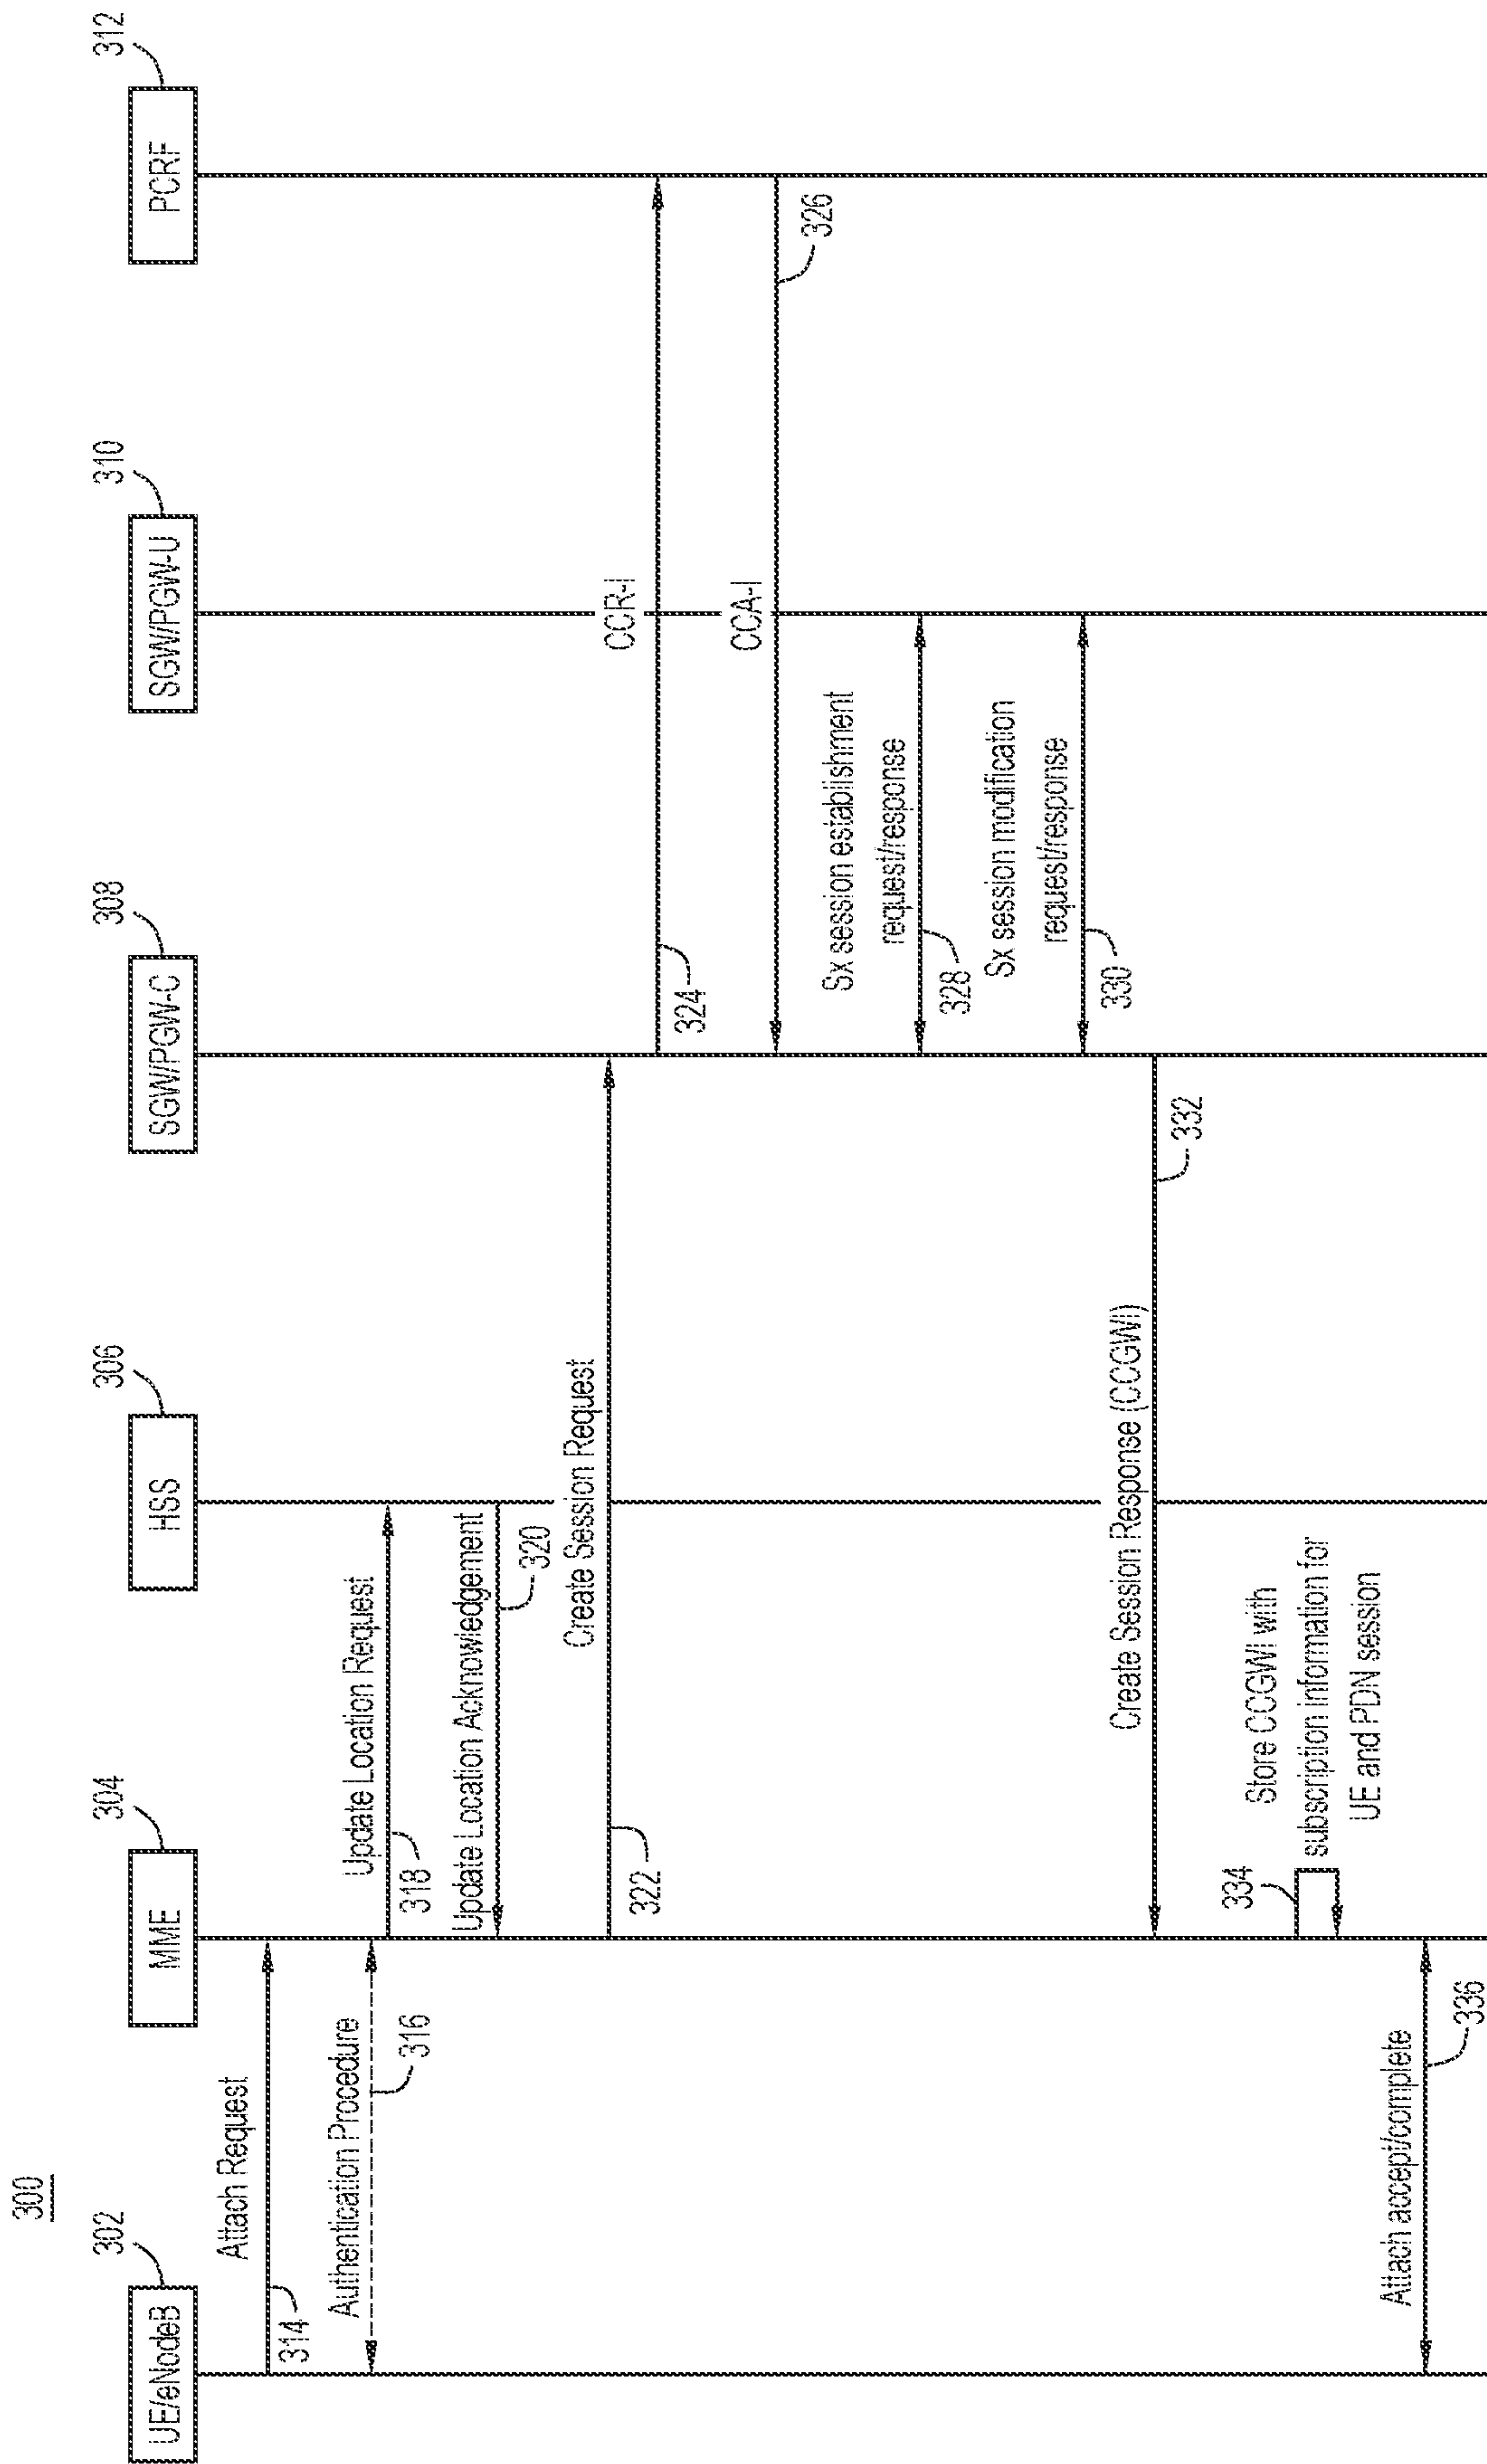 300
302
304
306
308
310
312
UE/eNodeB
MME
HSS
SGW/PGW-C
SGW/PGW-U
PCRF
Attach Request
314
Authentication Procedure
316
Update Location Request
318
Update Location Acknowledgement
320
Create Session Request
322
CCR-I
324
CCA-I
326
Sx session establishment
request/response
328
Sx session modification
request/response
330
Create Session Response (CCGWI)
332
334
Store CCGWI with
subscription information for
UE and PDN session
Attach accept/complete
336